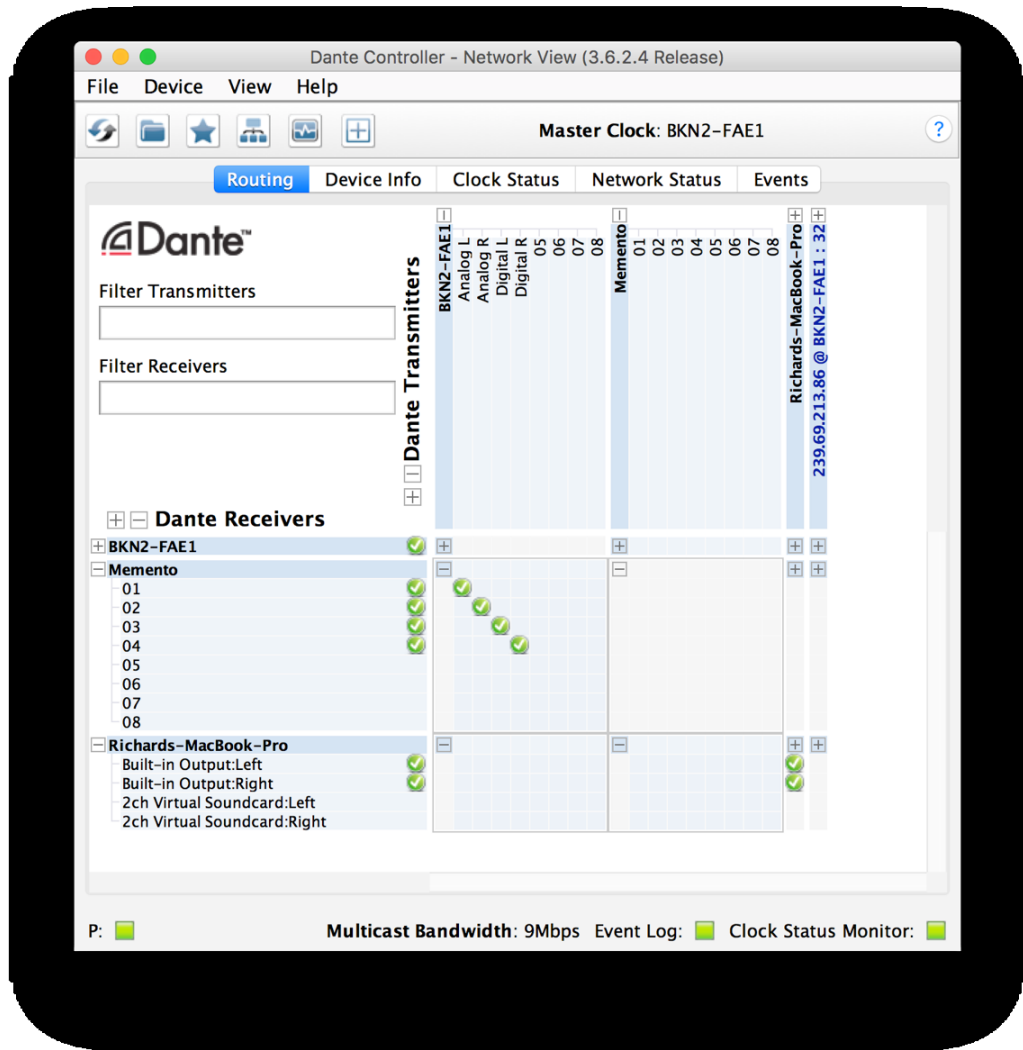 Dante Controller - Network View (3.6.2.4 Release)
File Device View Help
Master Clock: BKN2-FAE1
?
Routing Device Info Clock Status Network Status Events
Dante™
Filter Transmitters
Filter Receivers
Dante Transmitters
BKN2-FAE1
Analog L
Analog R
Digital L
Digital R
05
06
07
08
Memento
01
02
03
04
05
06
07
08
Richards-MacBook-Pro
239.69.213.86 @ BKN2-FAE1 : 32
Dante Receivers
BKN2-FAE1
Memento
01
02
03
04
05
06
07
08
Richards-MacBook-Pro
Built-in Output:Left
Built-in Output:Right
2ch Virtual Soundcard:Left
2ch Virtual Soundcard:Right
P: Multicast Bandwidth: 9Mbps Event Log: Clock Status Monitor: